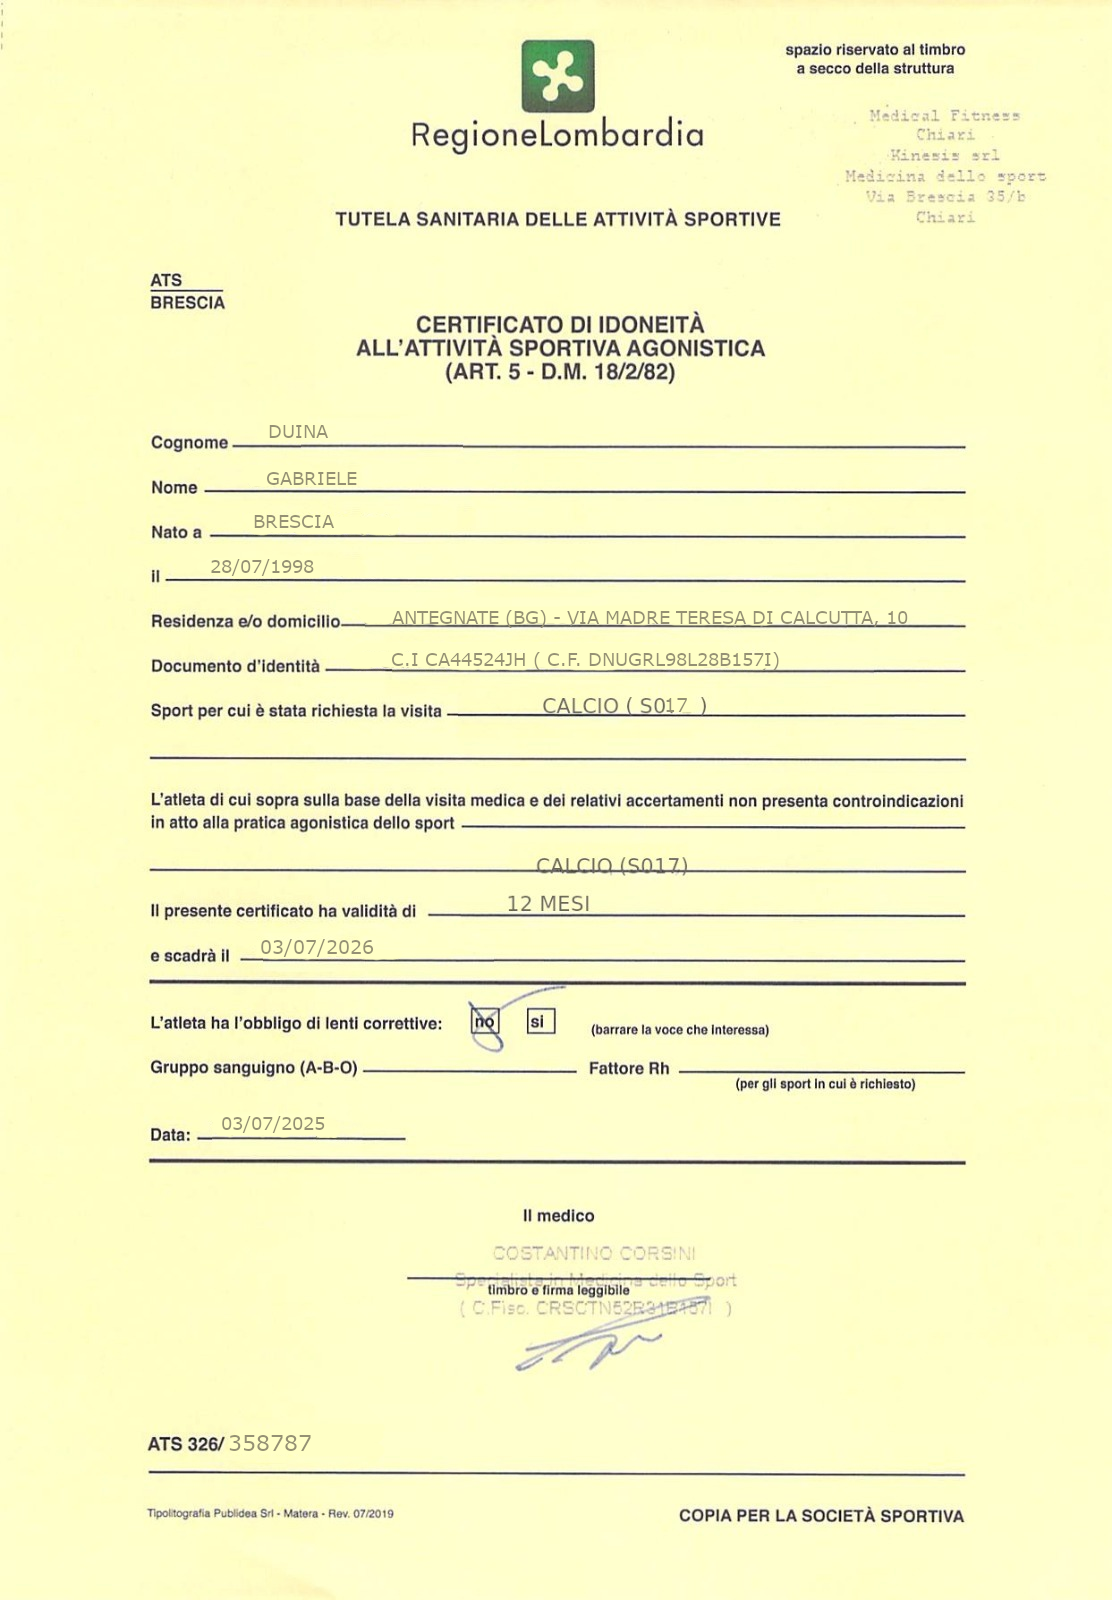 RegioneLombardia
spazio riservato al timbro
a secco della struttura
Medical Fitness
Chiari
Kinesis srl
Medicina dello sport
Via Brescia 35/b
Chiari
TUTELA SANITARIA DELLE ATTIVITÀ SPORTIVE
ATS
BRESCIA
CERTIFICATO DI IDONEITÀ
ALL'ATTIVITÀ SPORTIVA AGONISTICA
(ART. 5 - D.M. 18/2/82)
Cognome DUINA
Nome GABRIELE
Nato a BRESCIA
il 28/07/1998
Residenza e/o domicilio ANTEGNATE (BG) - VIA MADRE TERESA DI CALCUTTA, 10
Documento d'identità C.I CA44524JH ( C.F. DNUGRL98L28B157I)
Sport per cui è stata richiesta la visita CALCIO ( S017 )
L'atleta di cui sopra sulla base della visita medica e dei relativi accertamenti non presenta controindicazioni
in atto alla pratica agonistica dello sport
CALCIO (S017)
Il presente certificato ha validità di 12 MESI
e scadrà il 03/07/2026
L'atleta ha l'obbligo di lenti correttive: no si (barrare la voce che interessa)
Gruppo sanguigno (A-B-O) Fattore Rh
(per gli sport in cui è richiesto)
Data: 03/07/2025
Il medico
COSTANTINO CORSINI
Specialista in Medicina dello Sport
timbro e firma leggibile
( C.Fisc. CRSCTN52R31B157I )
ATS 326/ 358787
Tipolitografia Publidea Srl - Matera - Rev. 07/2019
COPIA PER LA SOCIETÀ SPORTIVA